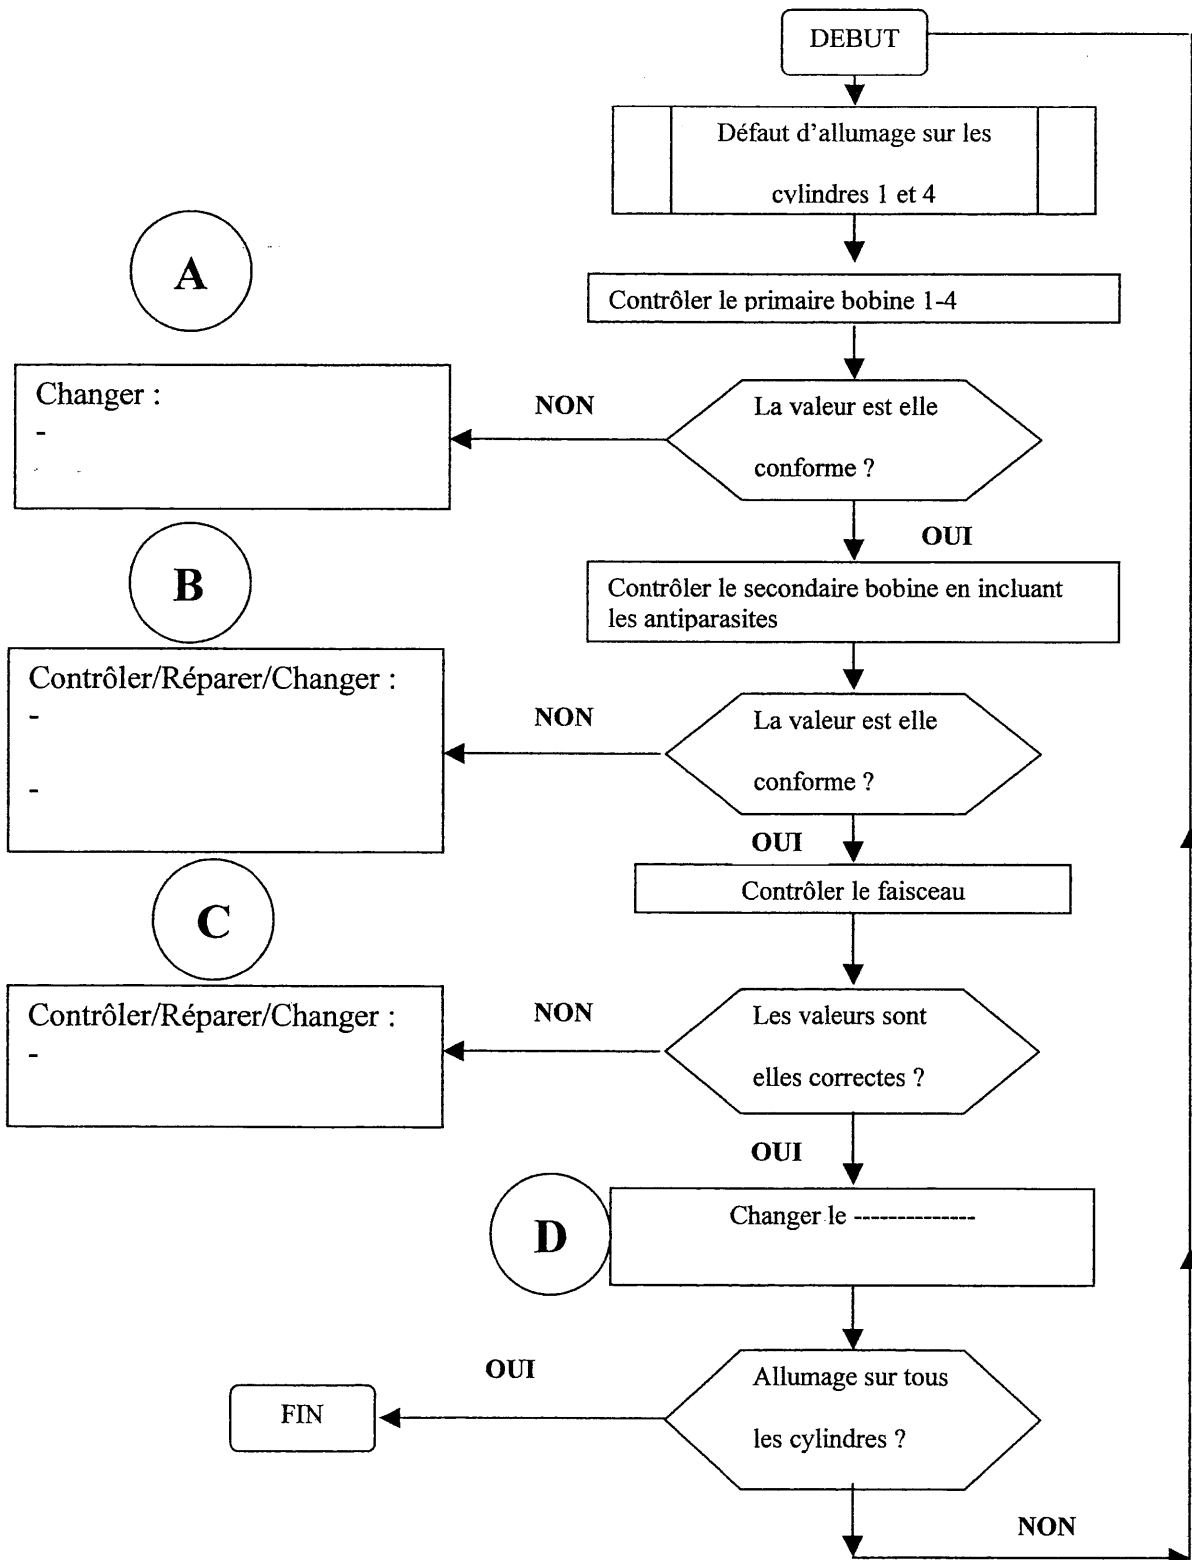 DEBUT
Défaut d'allumage sur les
cylindres 1 et 4
A
Contrôler le primaire bobine 1-4
Changer :
-
NON
La valeur est elle
conforme ?
OUI
B
Contrôler le secondaire bobine en incluant
les antiparasites
Contrôler/Réparer/Changer :
-
-
NON
La valeur est elle
conforme ?
OUI
C
Contrôler le faisceau
Contrôler/Réparer/Changer :
-
NON
Les valeurs sont
elles correctes ?
OUI
D
Changer le --------------
OUI
Allumage sur tous
les cylindres ?
FIN
NON